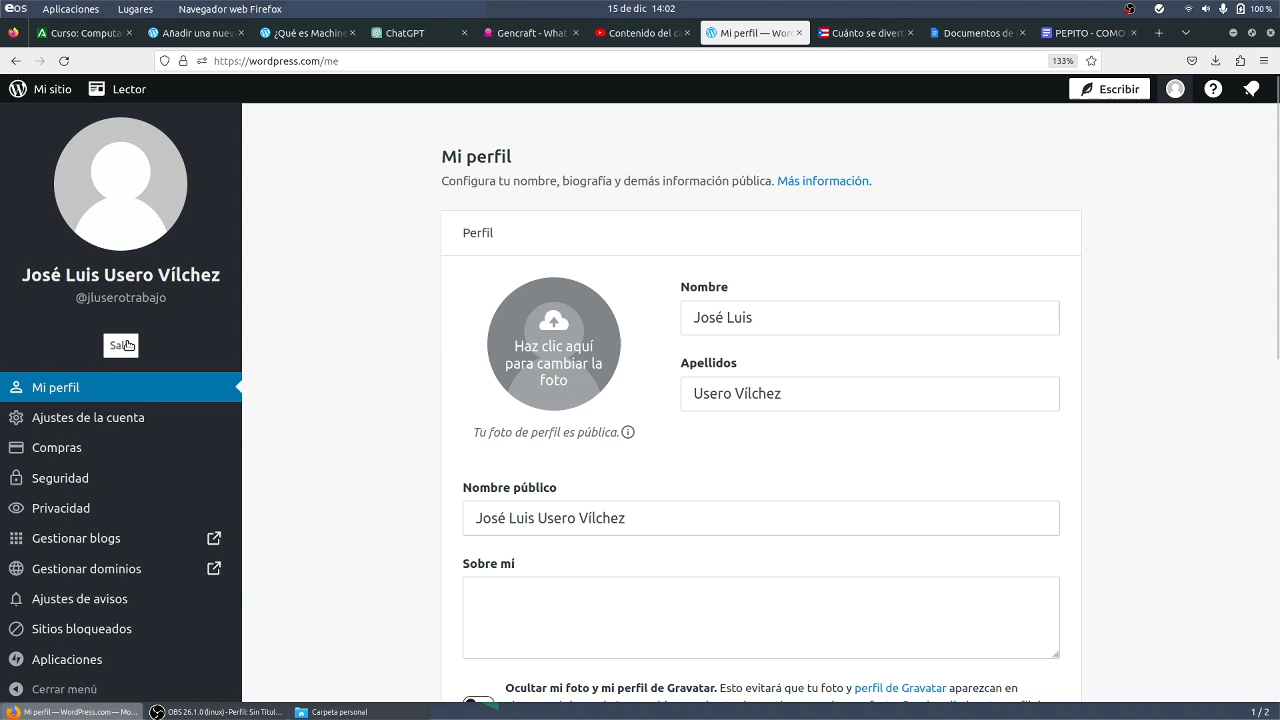 eos Aplicaciones Lugares Navegador web Firefox 15 de dic 14:02 100 %
Curso: Computac Añadir una nueva ¿Qué es Machine ChatGPT Gencraft - What Contenido del ca Mi perfil — Word Cuánto se divert Documentos de PEPITO - COMO
https://wordpress.com/me 133%
Mi sitio Lector Escribir
José Luis Usero Vílchez
@jluserotrabajo
Mi perfil
Ajustes de la cuenta
Compras
Seguridad
Privacidad
Gestionar blogs
Gestionar dominios
Ajustes de avisos
Sitios bloqueados
Aplicaciones
Cerrar menú
Mi perfil
Configura tu nombre, biografía y demás información pública. Más información.
Perfil
Haz clic aquí
para cambiar la
foto
Tu foto de perfil es pública.
Nombre
José Luis
Apellidos
Usero Vílchez
Nombre público
José Luis Usero Vílchez
Sobre mí
Ocultar mi foto y mi perfil de Gravatar. Esto evitará que tu foto y perfil de Gravatar aparezcan en
Mi perfil — WordPress.com — Mo... OBS 26.1.0 (linux) - Perfil: Sin Titul... Carpeta personal 1 / 2